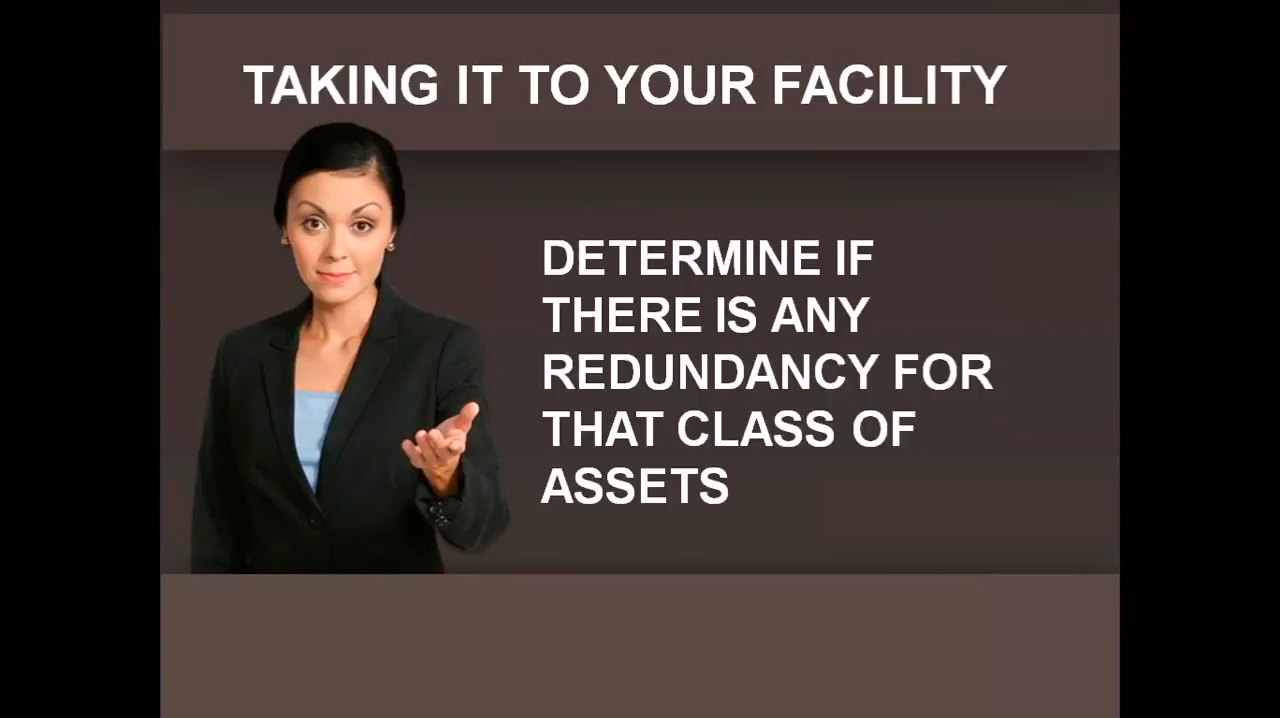 TAKING IT TO YOUR FACILITY
DETERMINE IF
THERE IS ANY
REDUNDANCY FOR
THAT CLASS OF
ASSETS